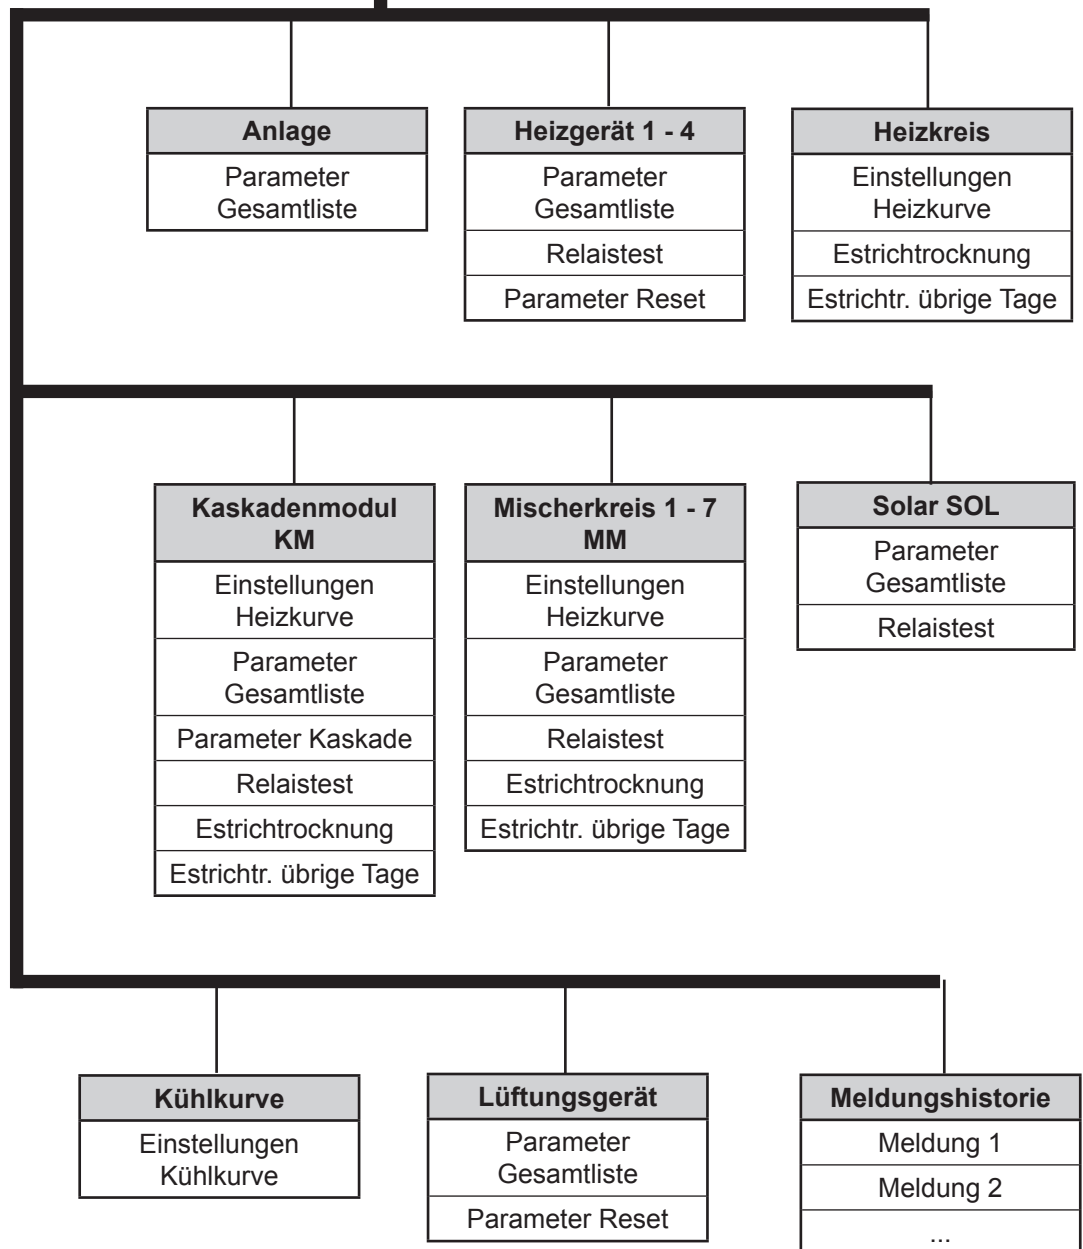 Anlage
Parameter
Gesamtliste
Heizgerät 1 - 4
Parameter
Gesamtliste
Relaistest
Parameter Reset
Heizkreis
Einstellungen
Heizkurve
Estrichtrocknung
Estrichtr. übrige Tage
Kaskadenmodul
KM
Einstellungen
Heizkurve
Parameter
Gesamtliste
Parameter Kaskade
Relaistest
Estrichtrocknung
Estrichtr. übrige Tage
Mischerkreis 1 - 7
MM
Einstellungen
Heizkurve
Parameter
Gesamtliste
Relaistest
Estrichtrocknung
Estrichtr. übrige Tage
Solar SOL
Parameter
Gesamtliste
Relaistest
Kühlkurve
Einstellungen
Kühlkurve
Lüftungsgerät
Parameter
Gesamtliste
Parameter Reset
Meldungshistorie
Meldung 1
Meldung 2
...